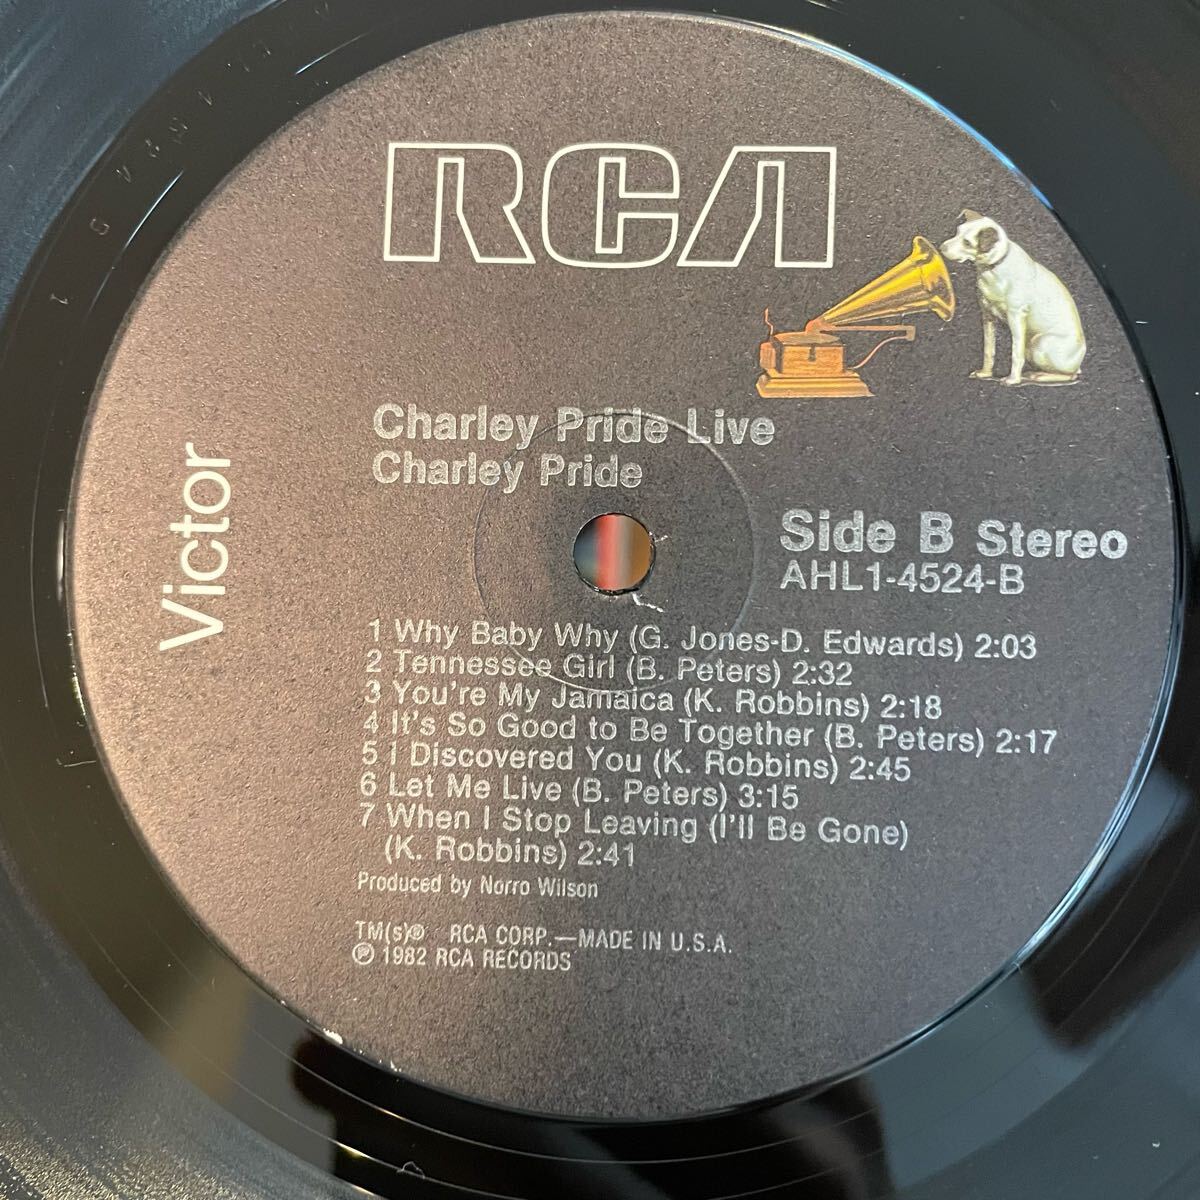 RCA
Victor
Charley Pride Live
Charley Pride
Side B Stereo
AHL1-4524-B
1 Why Baby Why (G. Jones-D. Edwards) 2:03
2 Tennessee Girl (B. Peters) 2:32
3 You're My Jamaica (K. Robbins) 2:18
4 It's So Good to Be Together (B. Peters) 2:17
5 I Discovered You (K. Robbins) 2:45
6 Let Me Live (B. Peters) 3:15
7 When I Stop Leaving (I'll Be Gone)
(K. Robbins) 2:41
Produced by Norro Wilson
TM(s)® RCA CORP.—MADE IN U.S.A.
℗ 1982 RCA RECORDS